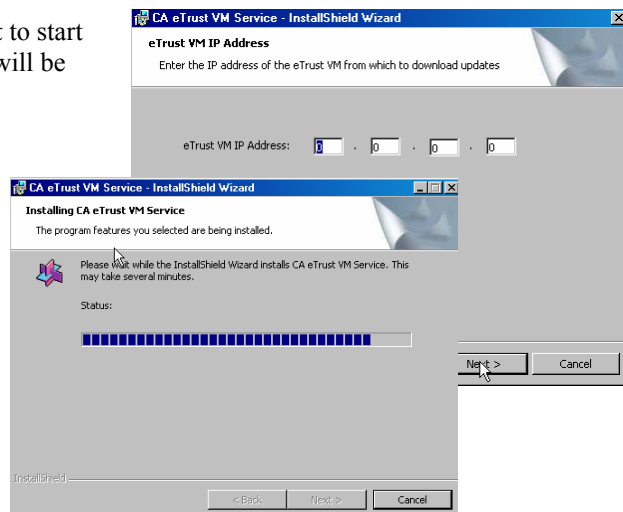 t to start
will be
CA eTrust VM Service - InstallShield Wizard
eTrust VM IP Address
Enter the IP address of the eTrust VM from which to download updates
eTrust VM IP Address: 0 . 0 . 0 . 0
Next > Cancel
CA eTrust VM Service - InstallShield Wizard
Installing CA eTrust VM Service
The program features you selected are being installed.
Please wait while the InstallShield Wizard installs CA eTrust VM Service. This
may take several minutes.
Status:
InstallShield
< Back Next > Cancel